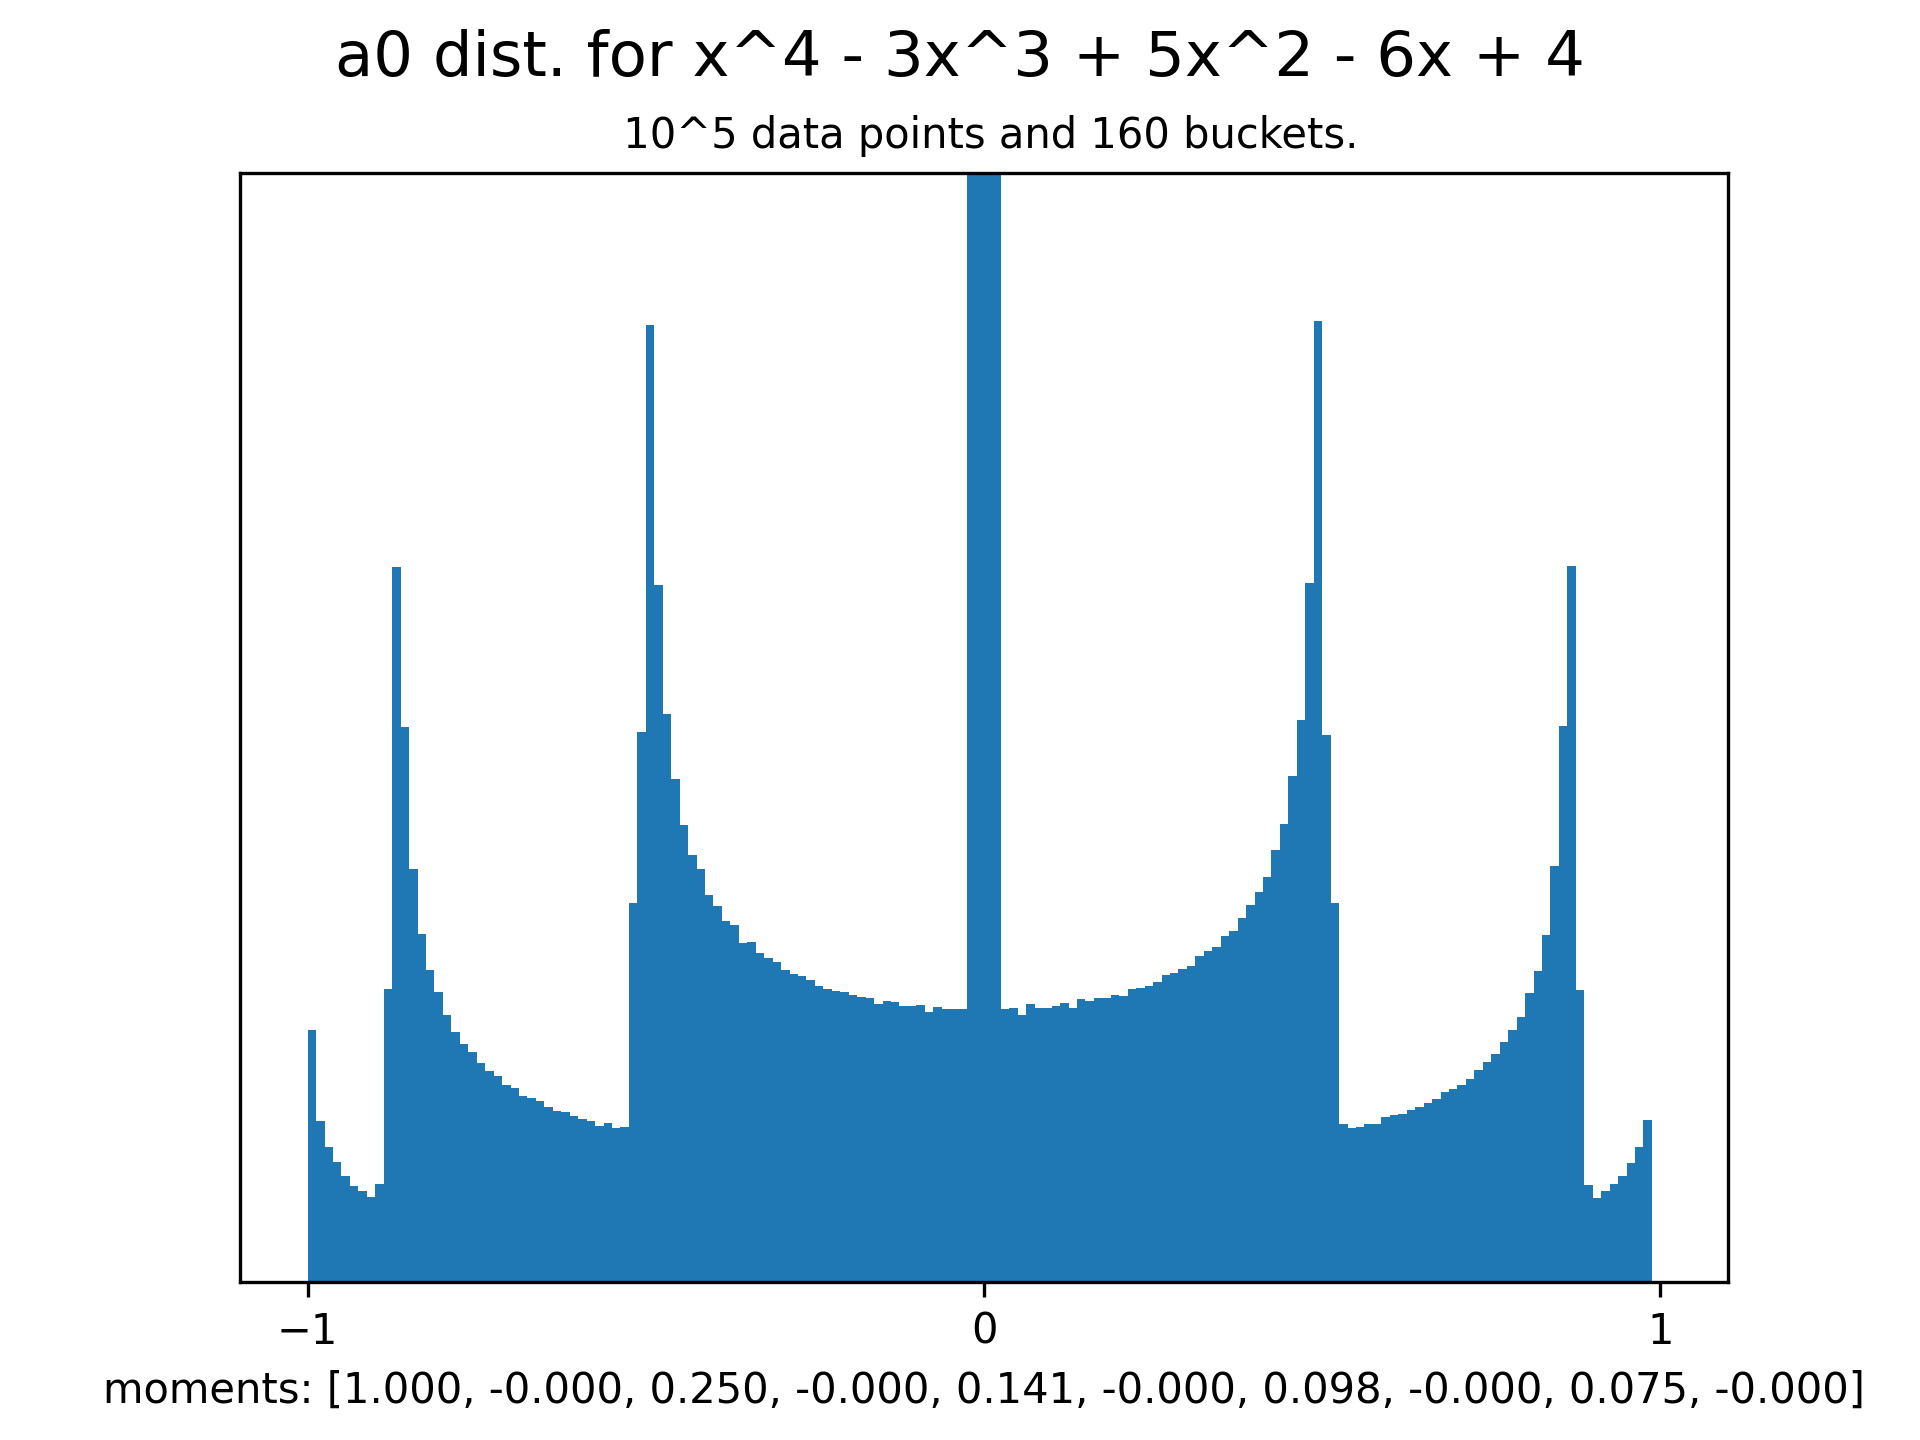 a0 dist. for x^4 - 3x^3 + 5x^2 - 6x + 4
10^5 data points and 160 buckets.
−1 0 1
moments: [1.000, -0.000, 0.250, -0.000, 0.141, -0.000, 0.098, -0.000, 0.075, -0.000]